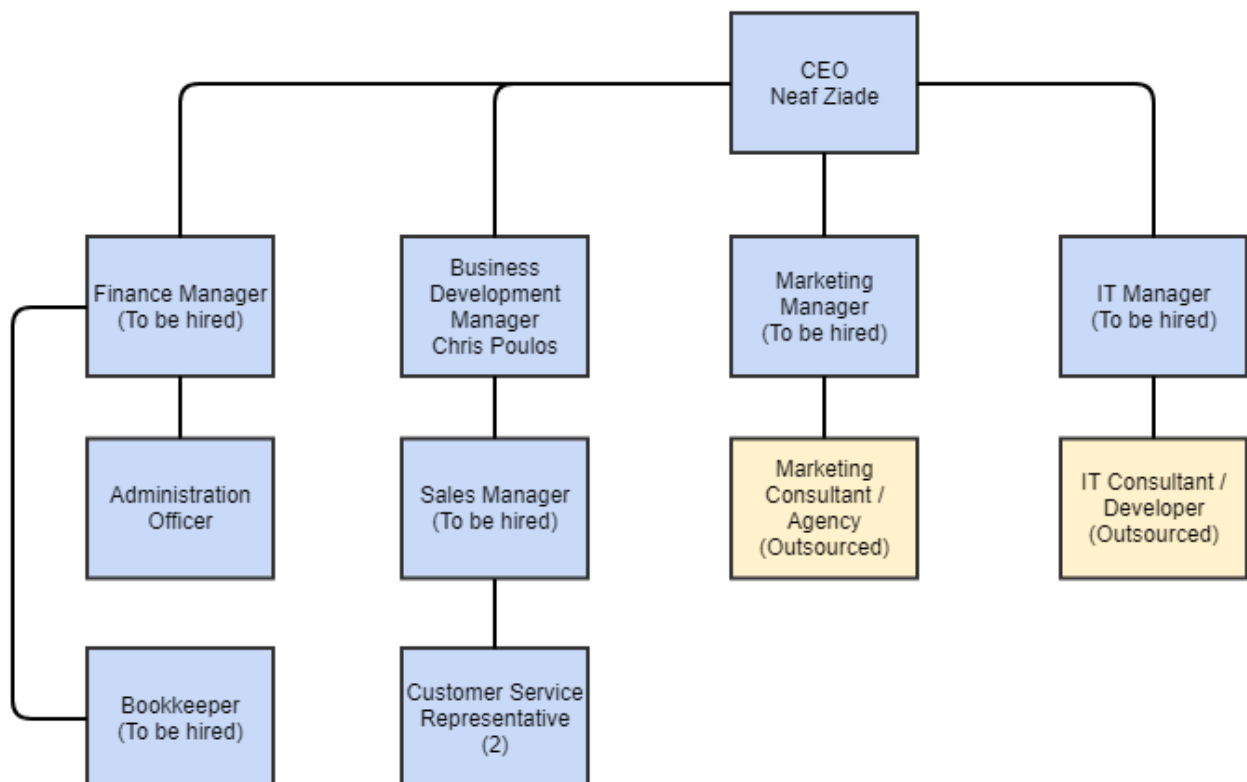 CEO
Neaf Ziade
Finance Manager
(To be hired)
Business
Development
Manager
Chris Poulos
Marketing
Manager
(To be hired)
IT Manager
(To be hired)
Administration
Officer
Sales Manager
(To be hired)
Marketing
Consultant /
Agency
(Outsourced)
IT Consultant /
Developer
(Outsourced)
Bookkeeper
(To be hired)
Customer Service
Representative
(2)